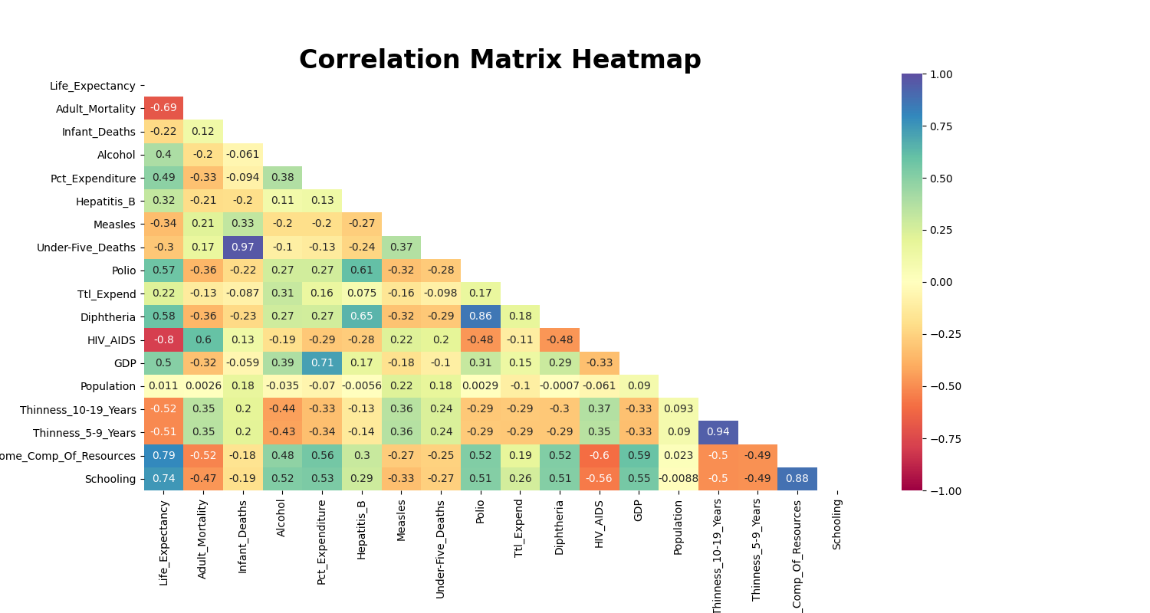 Correlation Matrix Heatmap
Life_Expectancy
Adult_Mortality -0.69
Infant_Deaths -0.22 0.12
Alcohol 0.4 -0.2 -0.061
Pct_Expenditure 0.49 -0.33 -0.094 0.38
Hepatitis_B 0.32 -0.21 -0.2 0.11 0.13
Measles -0.34 0.21 0.33 -0.2 -0.2 -0.27
Under-Five_Deaths -0.3 0.17 0.97 -0.1 -0.13 -0.24 0.37
Polio 0.57 -0.36 -0.22 0.27 0.27 0.61 -0.32 -0.28
Ttl_Expend 0.22 -0.13 -0.087 0.31 0.16 0.075 -0.16 -0.098 0.17
Diphtheria 0.58 -0.36 -0.23 0.27 0.27 0.65 -0.32 -0.29 0.86 0.18
HIV_AIDS -0.8 0.6 0.13 -0.19 -0.29 -0.28 0.22 0.2 -0.48 -0.11 -0.48
GDP 0.5 -0.32 -0.059 0.39 0.71 0.17 -0.18 -0.1 0.31 0.15 0.29 -0.33
Population 0.011 0.0026 0.18 -0.035 -0.07 -0.0056 0.22 0.18 0.0029 -0.1 -0.0007 -0.061 0.09
Thinness_10-19_Years -0.52 0.35 0.2 -0.44 -0.33 -0.13 0.36 0.24 -0.29 -0.29 -0.3 0.37 -0.33 0.093
Thinness_5-9_Years -0.51 0.35 0.2 -0.43 -0.34 -0.14 0.36 0.24 -0.29 -0.29 -0.29 0.35 -0.33 0.09 0.94
ome_Comp_Of_Resources 0.79 -0.52 -0.18 0.48 0.56 0.3 -0.27 -0.25 0.52 0.19 0.52 -0.6 0.59 0.023 -0.5 -0.49
Schooling 0.74 -0.47 -0.19 0.52 0.53 0.29 -0.33 -0.27 0.51 0.26 0.51 -0.56 0.55 -0.0088 -0.5 -0.49 0.88
Life_Expectancy
Adult_Mortality
Infant_Deaths
Alcohol
Pct_Expenditure
Hepatitis_B
Measles
Under-Five_Deaths
Polio
Ttl_Expend
Diphtheria
HIV_AIDS
GDP
Population
Thinness_10-19_Years
Thinness_5-9_Years
_Comp_Of_Resources
Schooling
1.00
0.75
0.50
0.25
0.00
−0.25
−0.50
−0.75
−1.00